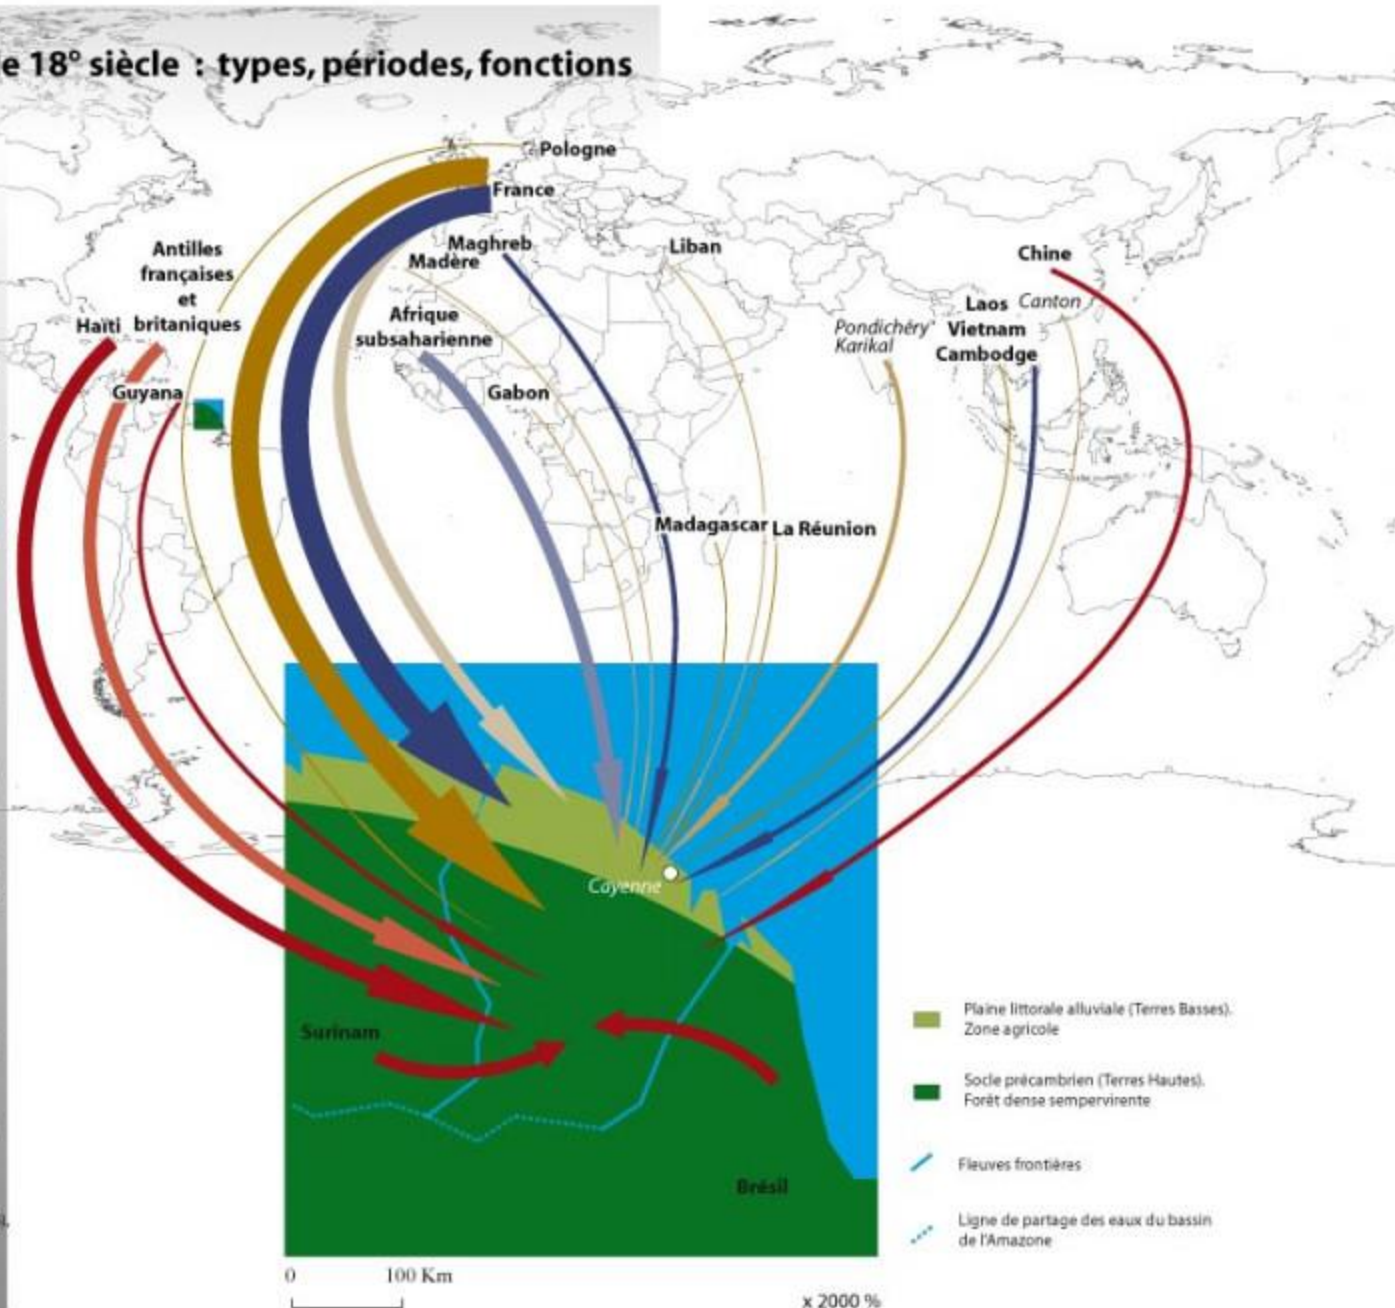 e 18° siècle : types, périodes, fonctions
Pologne
France
Maghreb
Madère
Liban
Chine
Antilles
françaises
et
britaniques
Haïti
Afrique
subsaharienne
Laos
Canton
Vietnam
Cambodge
Pondichéry
Karikal
Guyana
Gabon
Madagascar
La Réunion
Cayenne
Surinam
Brésil
Plaine littorale alluviale (Terres Basses).
Zone agricole
Socle précambrien (Terres Hautes).
Forêt dense sempervirente
Fleuves frontières
Ligne de partage des eaux du bassin
de l'Amazone
0 100 Km
x 2000 %